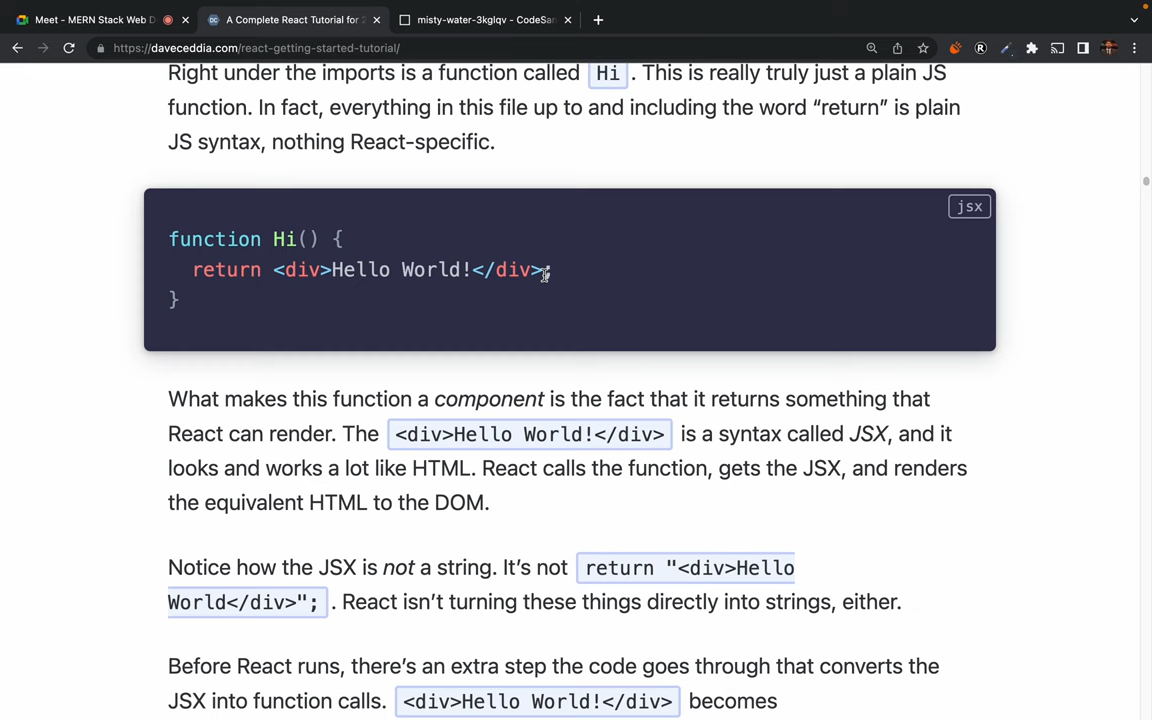 Meet - MERN Stack Web D
A Complete React Tutorial for 2
misty-water-3kglqv - CodeSan
https://daveceddia.com/react-getting-started-tutorial/
Right under the imports is a function called Hi. This is really truly just a plain JS
function. In fact, everything in this file up to and including the word “return” is plain
JS syntax, nothing React-specific.
jsx
function Hi() {
return <div>Hello World!</div>;
}
What makes this function a component is the fact that it returns something that
React can render. The <div>Hello World!</div> is a syntax called JSX, and it
looks and works a lot like HTML. React calls the function, gets the JSX, and renders
the equivalent HTML to the DOM.
Notice how the JSX is not a string. It’s not return "<div>Hello
World</div>"; . React isn’t turning these things directly into strings, either.
Before React runs, there’s an extra step the code goes through that converts the
JSX into function calls. <div>Hello World!</div> becomes